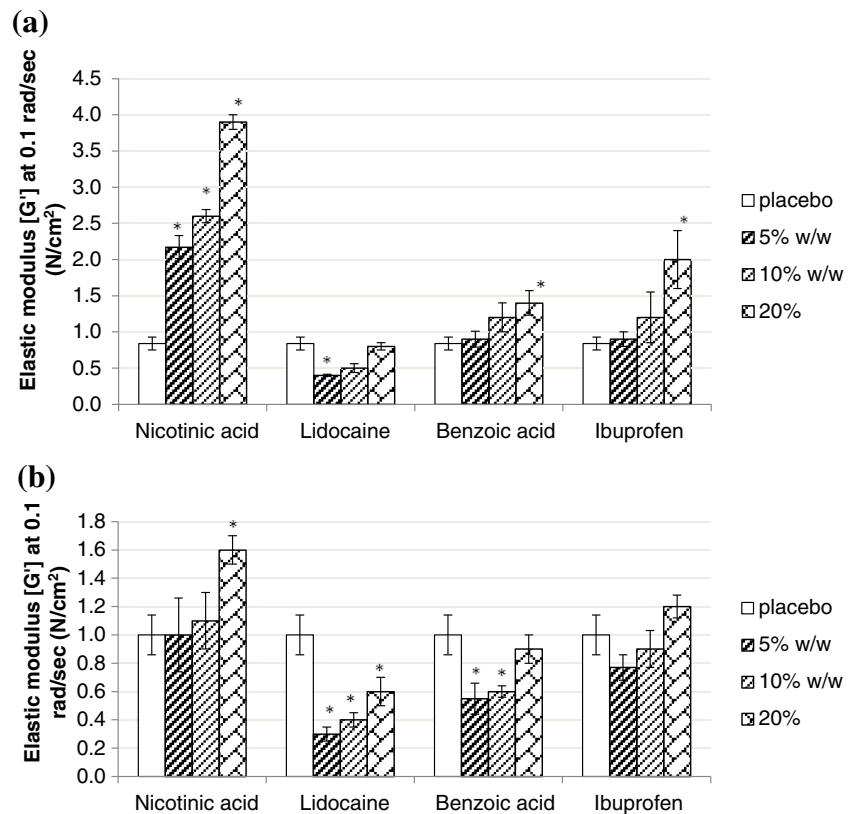 (a)
Elastic modulus [G'] at 0.1 rad/sec
(N/cm²)
4.5
4.0
3.5
3.0
2.5
2.0
1.5
1.0
0.5
0.0
*
*
*
*
*
*
Nicotinic acid
Lidocaine
Benzoic acid
Ibuprofen
placebo
5% w/w
10% w/w
20%
(b)
Elastic modulus [G'] at 0.1
rad/sec (N/cm²)
1.8
1.6
1.4
1.2
1.0
0.8
0.6
0.4
0.2
0.0
*
*
*
*
*
*
Nicotinic acid
Lidocaine
Benzoic acid
Ibuprofen
placebo
5% w/w
10% w/w
20%